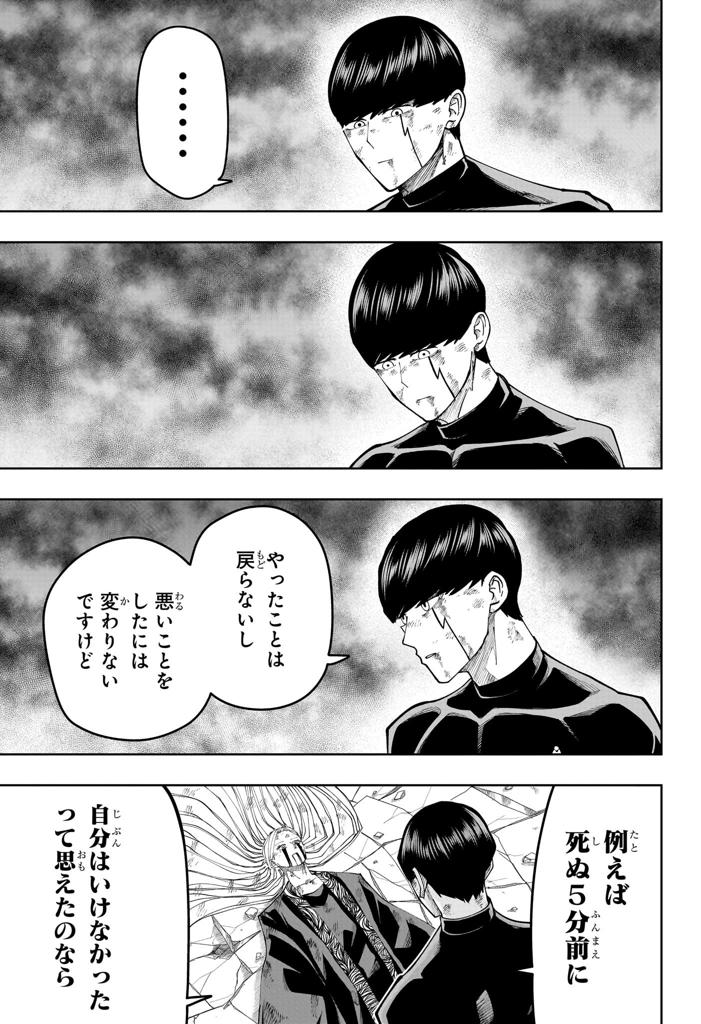 ・・・・・・
やったことは
戻らないし
悪いことを
したには
変わりない
ですけど
例えば
死ぬ５分前に
自分はいけなかった
って思えたのなら